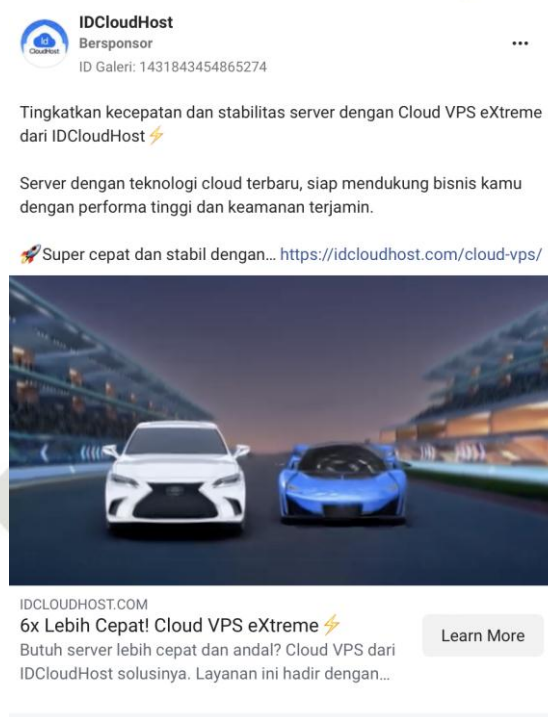 IDCloudHost
Id
CloudHost
Bersponsor
ID Galeri: 1431843454865274
Tingkatkan kecepatan dan stabilitas server dengan Cloud VPS eXtreme
dari IDCloudHost⚡
Server dengan teknologi cloud terbaru, siap mendukung bisnis kamu
dengan performa tinggi dan keamanan terjamin.
🚀Super cepat dan stabil dengan... https://idcloudhost.com/cloud-vps/
IDCLOUDHOST.COM
6x Lebih Cepat! Cloud VPS eXtreme⚡
Butuh server lebih cepat dan andal? Cloud VPS dari
IDCloudHost solusinya. Layanan ini hadir dengan...
Learn More